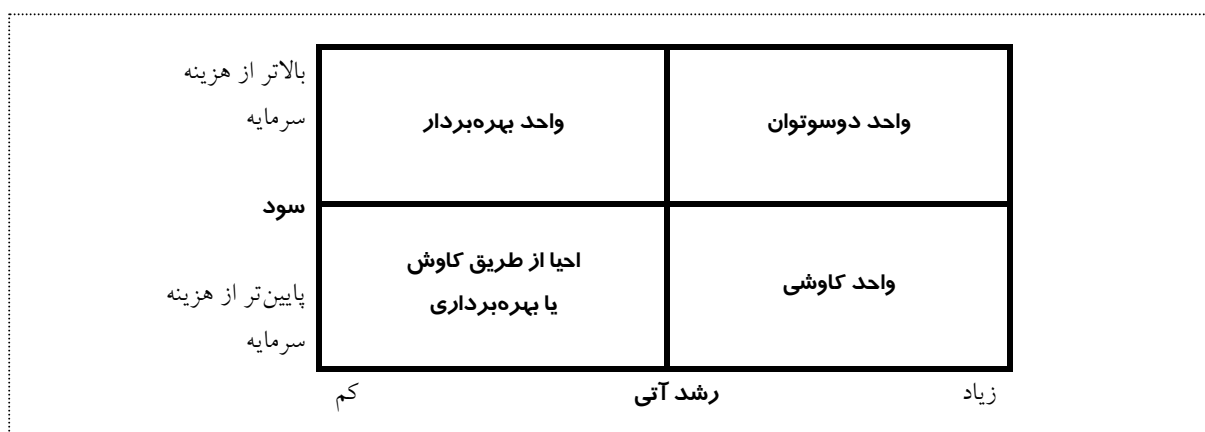 بالاتر از هزینه
سرمایه
واحد دوسوتوان
واحد بهره‌بردار
سود
واحد کاوشی
احیا از طریق کاوش
یا بهره‌برداری
پایین‌تر از هزینه
سرمایه
زیاد
رشد آتی
کم